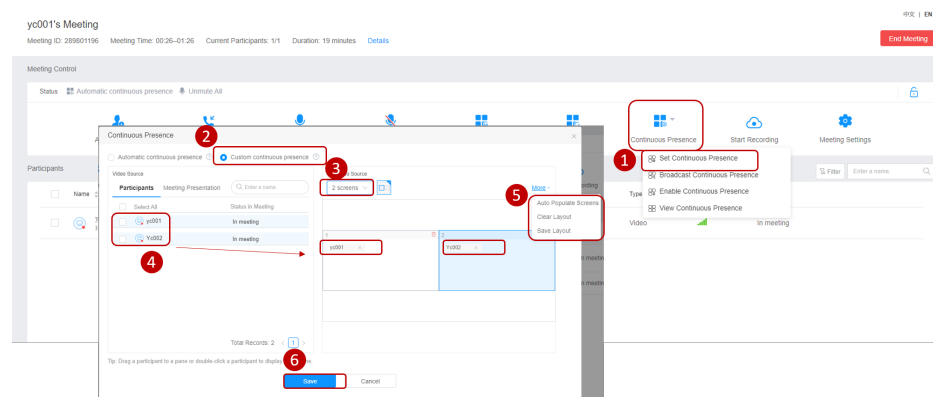 中文 | EN
yc001's Meeting
Meeting ID: 289801196 Meeting Time: 00:26–01:26 Current Participants: 1/1 Duration: 19 minutes Details
End Meeting
Meeting Control
Status Automatic continuous presence Unmute All
Continuous Presence Start Recording Meeting Settings
1
Set Continuous Presence
Broadcast Continuous Presence
Enable Continuous Presence
View Continuous Presence
Participants
Filter Enter a name
Name
Type
Video In meeting
Continuous Presence
2
Automatic continuous presence Custom continuous presence
3
Video Source
Source
Participants Meeting Presentation Enter a name
2 screens
More
5
Auto Populate Screens
Clear Layout
Save Layout
Select All Status in Meeting
yc001 In meeting
Yc002 In meeting
4
1
yc001
2
Yc002
Total Records: 2 < 1 >
Tip: Drag a participant to a pane or double-click a participant to display
6
Save Cancel